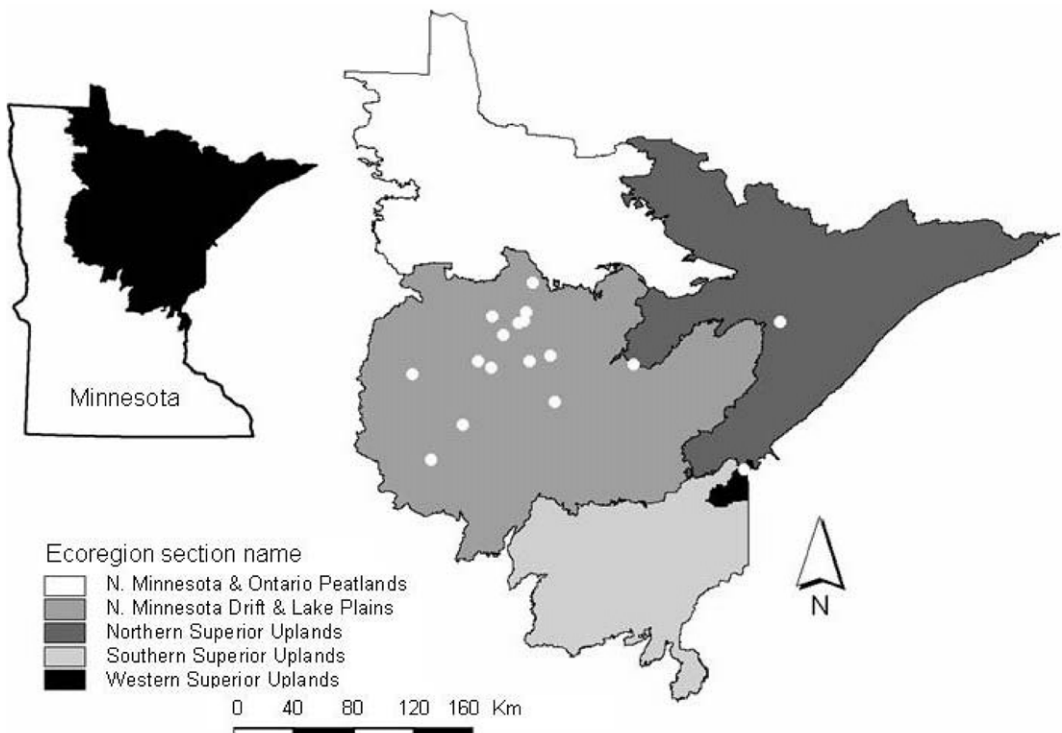 Minnesota
N
Ecoregion section name
N. Minnesota & Ontario Peatlands
N. Minnesota Drift & Lake Plains
Northern Superior Uplands
Southern Superior Uplands
Western Superior Uplands
0 40 80 120 160 Km